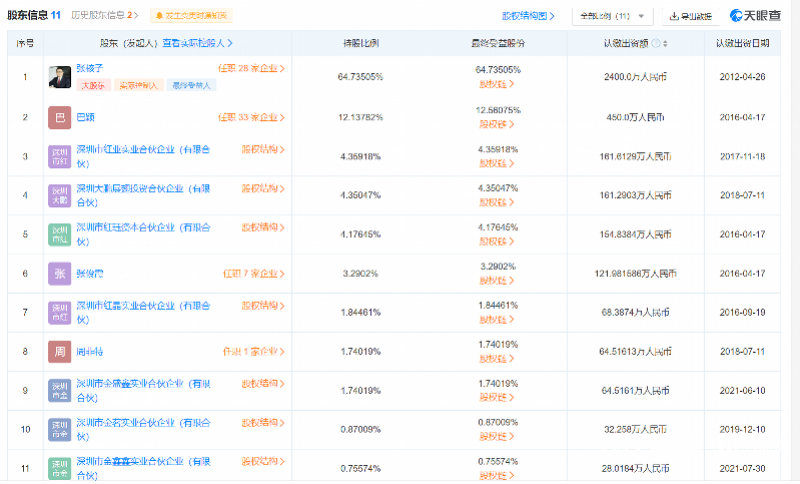 股东信息 11 历史股东信息 2 发生变更时通知我 股权结构图 全部比例（11） 导出数据 天眼查
序号 股东（发起人）查看实际控股人 持股比例 最终受益股份 认缴出资额 认缴出资日期
1 任职 28 家企业 64.73505% 64.73505% 2400.0万人民币 2012-04-26
大股东 实际控制人 最终受益人 股权链
2 巴 巴颖 任职 33 家企业 12.13782% 450.0万人民币 2016-04-17
股权链
3 深圳市红 深圳市红业实业合伙企业（有限合 股权结构 4.35918% 4.35918% 161.6129万人民币 2017-11-18
伙） 股权链
4 深圳大鹏 合伙企业（有限 股权结构 4.35047% 4.35047% 161.2903万人民币 2018-07-11
合伙） 股权链
5 深圳市红 深圳市红 资本合伙企业（有限合 股权结构 4.17645% 4.17645% 154.8384万人民币 2016-04-17
伙） 股权链
6 张 任职 7 家企业 3.2902% 3.2902% 121.981586万人民币 2016-04-17
股权链
7 深圳市红 深圳市红晶实业合伙企业（有限合 股权结构 1.84461% 1.84461% 68.3874万人民币 2016-09-19
伙） 股权链
8 周 周菲特 任职 1 家企业 1.74019% 1.74019% 64.51613万人民币 2018-07-11
股权链
9 深圳市金 深圳市金盛鑫实业合伙企业（有限 股权结构 1.74019% 1.74019% 64.5161万人民币 2021-06-10
合伙） 股权链
10 深圳市金 实业合伙企业（有限合 股权结构 0.87009% 0.87009% 32.258万人民币 2019-12-10
伙） 股权链
11 深圳市金 深圳市金鑫鑫实业合伙企业（有限 股权结构 0.75574% 0.75574% 28.0184万人民币 2021-07-30
合伙） 股权链